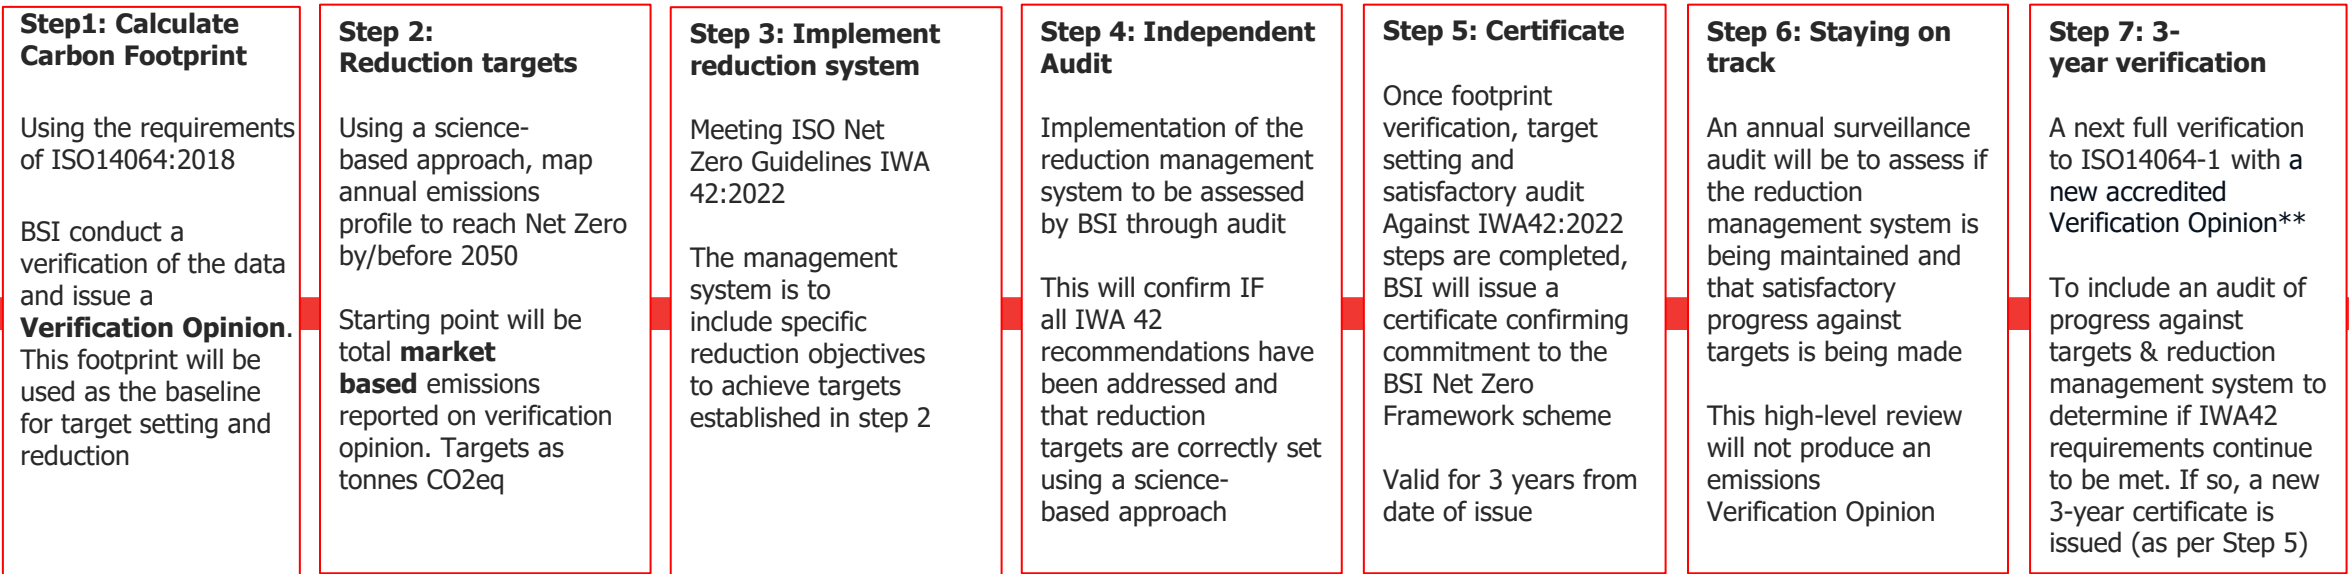 Step1: Calculate
Carbon Footprint
Using the requirements
of ISO14064:2018
BSI conduct a
verification of the data
and issue a
Verification Opinion.
This footprint will be
used as the baseline
for target setting and
reduction
Step 2:
Reduction targets
Using a science-
based approach, map
annual emissions
profile to reach Net Zero
by/before 2050
Starting point will be
total market
based emissions
reported on verification
opinion. Targets as
tonnes CO2eq
Step 3: Implement
reduction system
Meeting ISO Net
Zero Guidelines IWA
42:2022
The management
system is to
include specific
reduction objectives
to achieve targets
established in step 2
Step 4: Independent
Audit
Implementation of the
reduction management
system to be assessed
by BSI through audit
This will confirm IF
all IWA 42
recommendations have
been addressed and
that reduction
targets are correctly set
using a science-
based approach
Step 5: Certificate
Once footprint
verification, target
setting and
satisfactory audit
Against IWA42:2022
steps are completed,
BSI will issue a
certificate confirming
commitment to the
BSI Net Zero
Framework scheme
Valid for 3 years from
date of issue
Step 6: Staying on
track
An annual surveillance
audit will be to assess if
the reduction
management system is
being maintained and
that satisfactory
progress against
targets is being made
This high-level review
will not produce an
emissions
Verification Opinion
Step 7: 3-
year verification
A next full verification
to ISO14064-1 with a
new accredited
Verification Opinion**
To include an audit of
progress against
targets & reduction
management system to
determine if IWA42
requirements continue
to be met. If so, a new
3-year certificate is
issued (as per Step 5)